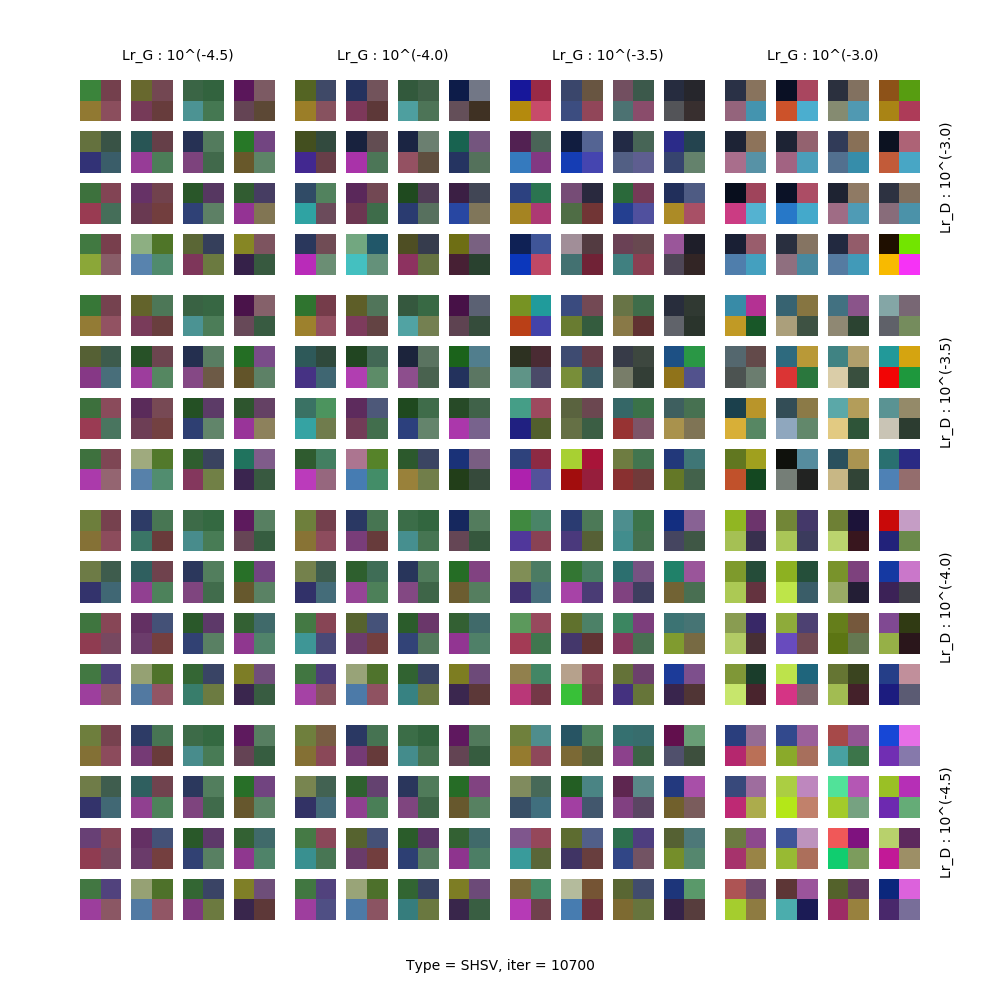 Lr_G : 10^(-4.5)
Lr_G : 10^(-4.0)
Lr_G : 10^(-3.5)
Lr_G : 10^(-3.0)
Lr_D : 10^(-3.0)
Lr_D : 10^(-3.5)
Lr_D : 10^(-4.0)
Lr_D : 10^(-4.5)
Type = SHSV, iter = 10700